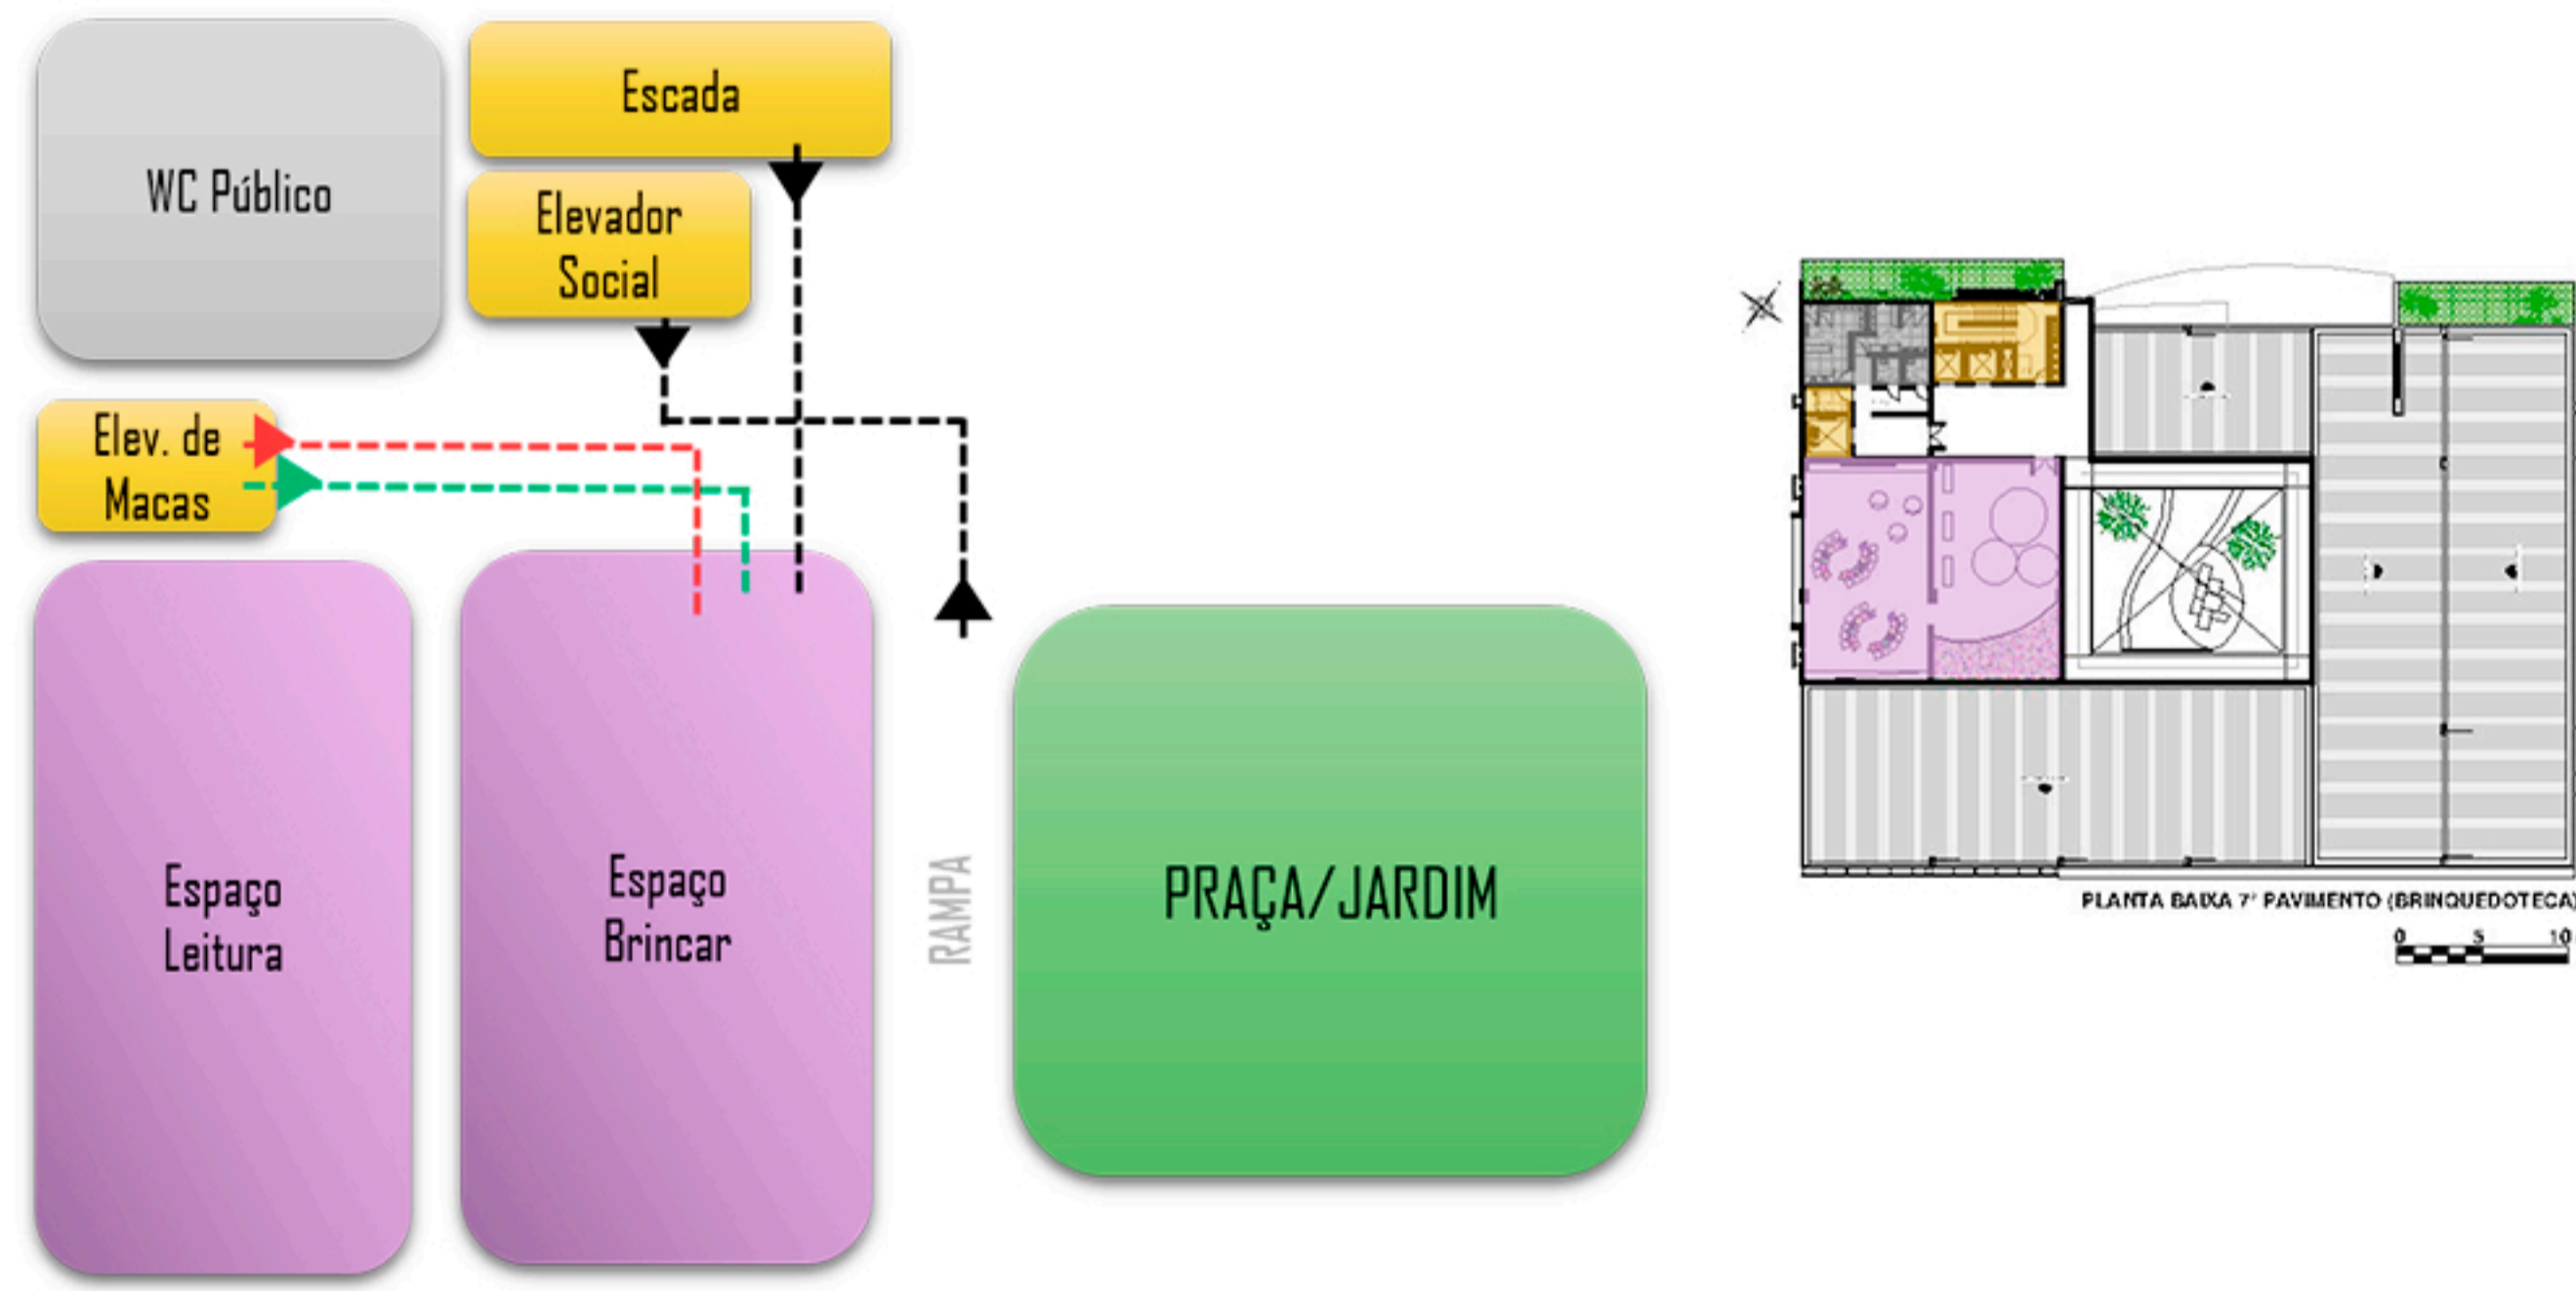 WC Público
Escada
Elevador
Social
Elev. de
Macas
Espaço
Leitura
Espaço
Brincar
RAMPA
PRAÇA/JARDIM
PLANTA BAIXA 7° PAVIMENTO (BRINQUEDOTECA)
0 5 10